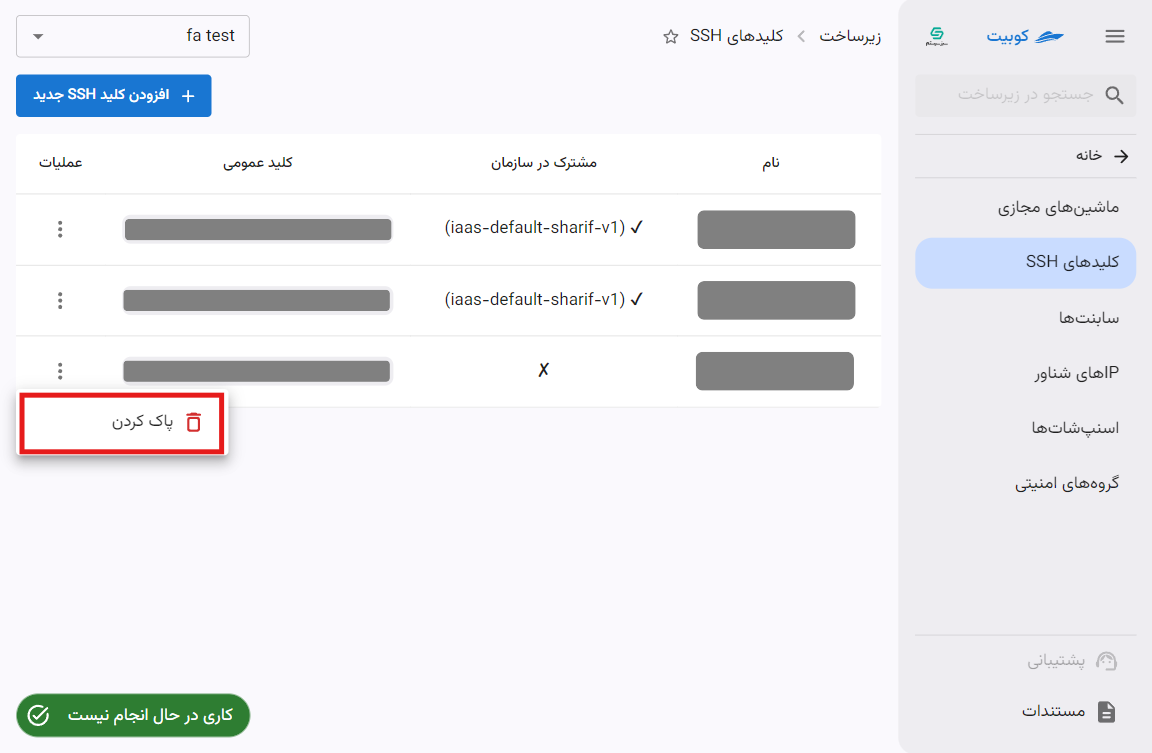 کوبیت
جستجو در زیرساخت
خانه
ماشین‌های مجازی
کلیدهای SSH
سابنت‌ها
IPهای شناور
اسنپ‌شات‌ها
گروه‌های امنیتی
پشتیبانی
مستندات
زیرساخت
کلیدهای SSH
fa test
افزودن کلید SSH جدید
نام مشترک در سازمان کلید عمومی عملیات
✓ (iaas-default-sharif-v1)
✓ (iaas-default-sharif-v1)
✗
پاک کردن
کاری در حال انجام نیست